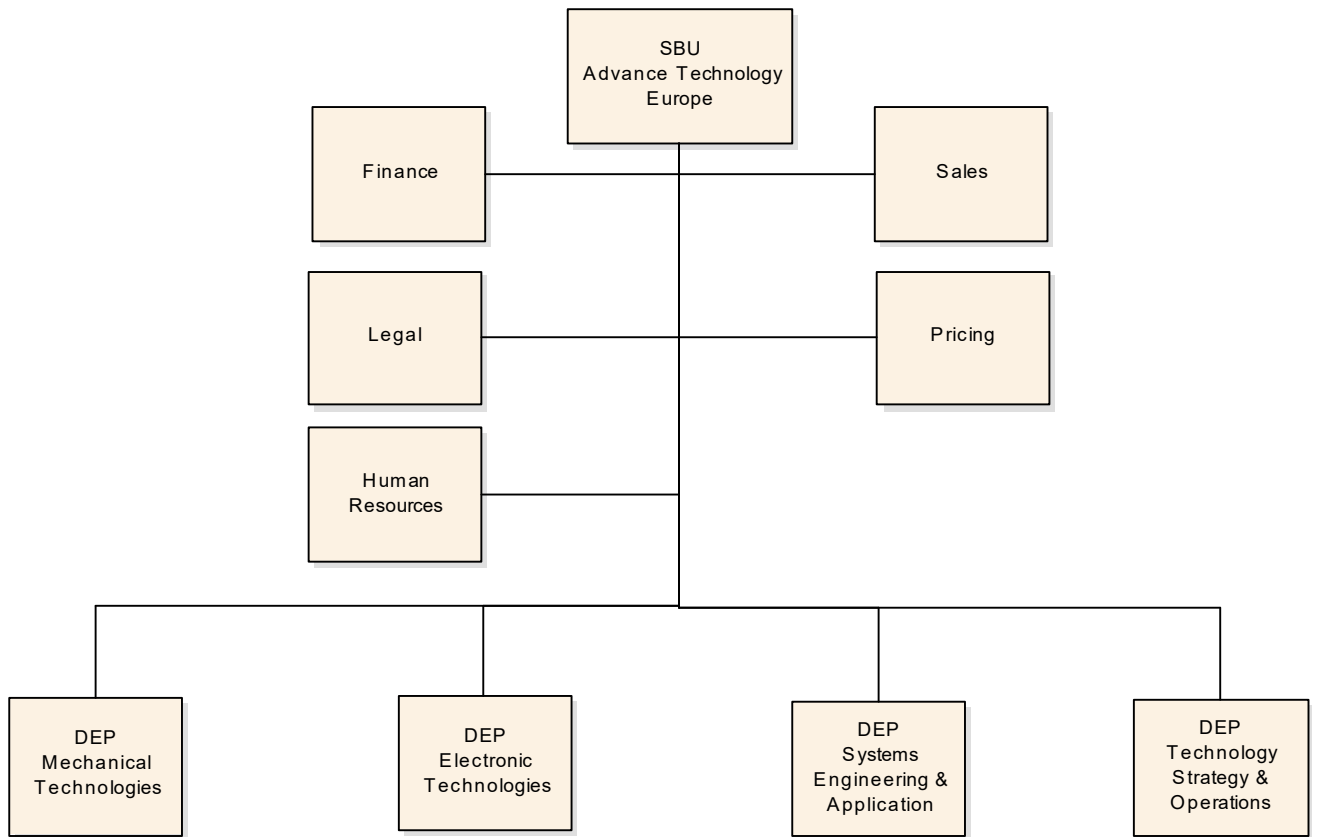 SBU
Advance Technology
Europe
Finance
Sales
Legal
Pricing
Human
Resources
DEP
Mechanical
Technologies
DEP
Electronic
Technologies
DEP
Systems
Engineering &
Application
DEP
Technology
Strategy &
Operations